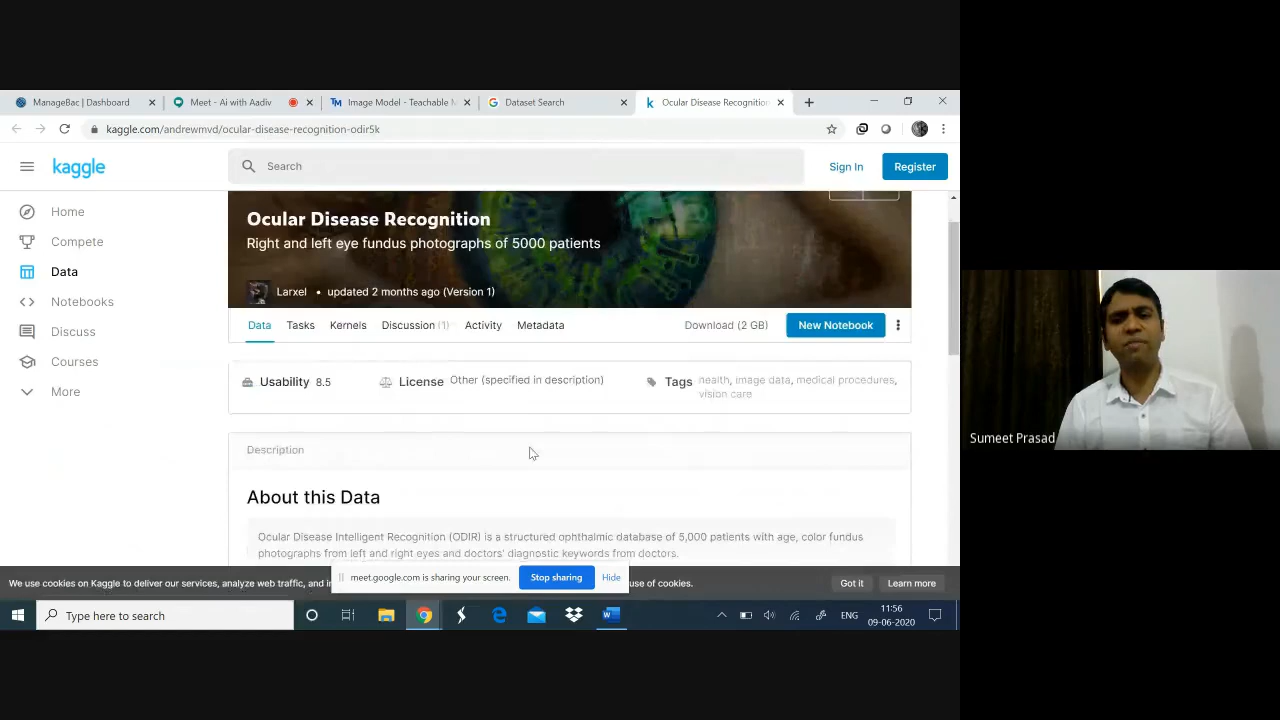 ManageBac | Dashboard
Meet - Ai with Aadiv
Image Model - Teachable M
Dataset Search
Ocular Disease Recognition
kaggle.com/andrewmvd/ocular-disease-recognition-odir5k
kaggle
Search
Sign In
Register
Home
Compete
Data
Notebooks
Discuss
Courses
More
Ocular Disease Recognition
Right and left eye fundus photographs of 5000 patients
Larxel • updated 2 months ago (Version 1)
Data
Tasks
Kernels
Discussion (1)
Activity
Metadata
Download (2 GB)
New Notebook
Usability 8.5
License Other (specified in description)
Tags health, image data, medical procedures,
vision care
Description
About this Data
Ocular Disease Intelligent Recognition (ODIR) is a structured ophthalmic database of 5,000 patients with age, color fundus
photographs from left and right eyes and doctors' diagnostic keywords from doctors.
We use cookies on Kaggle to deliver our services, analyze web traffic, and i
use of cookies.
Got it
Learn more
meet.google.com is sharing your screen.
Stop sharing
Hide
Type here to search
ENG
11:56
09-06-2020
Sumeet Prasad